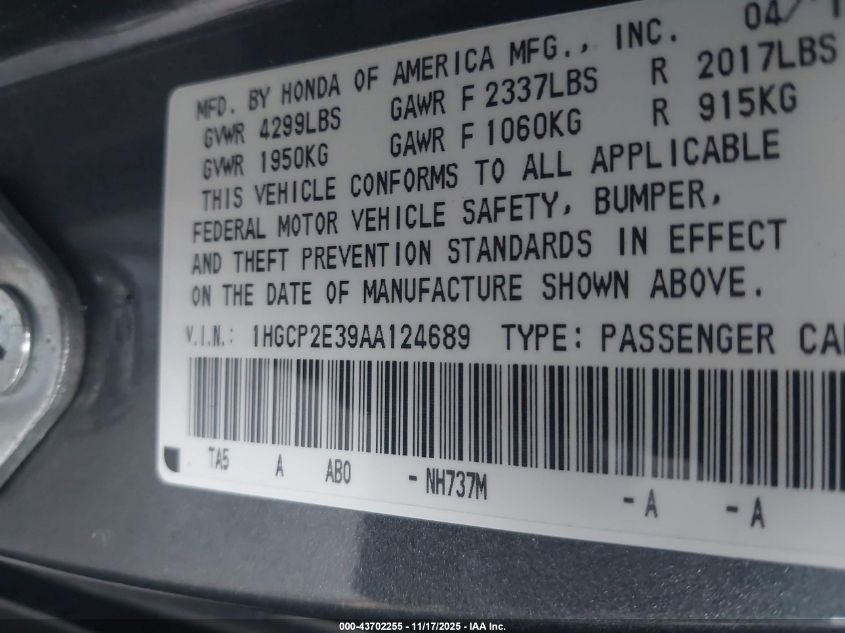 04/1
MFD. BY HONDA OF AMERICA MFG., INC.
GVWR 4299LBS GAWR F 2337LBS R 2017LBS
GVWR 1950KG GAWR F 1060KG R 915KG
THIS VEHICLE CONFORMS TO ALL APPLICABLE
FEDERAL MOTOR VEHICLE SAFETY, BUMPER,
AND THEFT PREVENTION STANDARDS IN EFFECT
ON THE DATE OF MANUFACTURE SHOWN ABOVE.
V.I.N.: 1HGCP2E39AA124689 TYPE: PASSENGER CA
TA5 A AB0 - NH737M - A - A
000-43702255 - 11/17/2025 - IAA Inc.